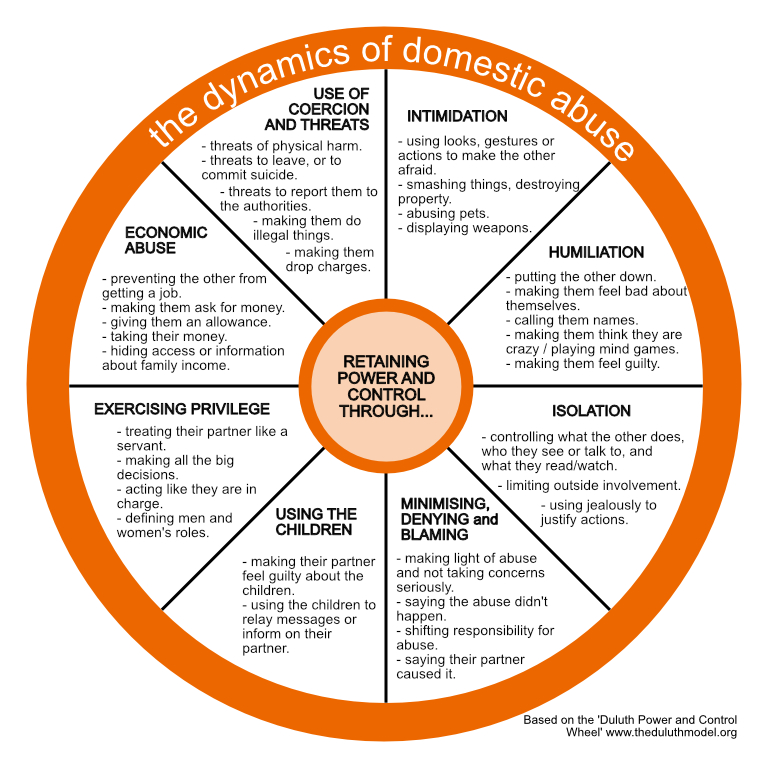 the dynamics of domestic abuse
USE OF
COERCION
AND THREATS
- threats of physical harm.
- threats to leave, or to
commit suicide.
- threats to report them to
the authorities.
- making them do
illegal things.
- making them
drop charges.
INTIMIDATION
- using looks, gestures or
actions to make the other
afraid.
- smashing things, destroying
property.
- abusing pets.
- displaying weapons.
HUMILIATION
- putting the other down.
- making them feel bad about
themselves.
- calling them names.
- making them think they are
crazy / playing mind games.
- making them feel guilty.
ISOLATION
- controlling what the other does,
who they see or talk to, and
what they read/watch.
- limiting outside involvement.
- using jealously to
justify actions.
MINIMISING,
DENYING and
BLAMING
- making light of abuse
and not taking concerns
seriously.
- saying the abuse didn't
happen.
- shifting responsibility for
abuse.
- saying their partner
caused it.
USING THE
CHILDREN
- making their partner
feel guilty about the
children.
- using the children to
relay messages or
inform on their
partner.
EXERCISING PRIVILEGE
- treating their partner like a
servant.
- making all the big
decisions.
- acting like they are in
charge.
- defining men and
women's roles.
ECONOMIC
ABUSE
- preventing the other from
getting a job.
- making them ask for money.
- giving them an allowance.
- taking their money.
- hiding access or information
about family income.
RETAINING
POWER AND
CONTROL
THROUGH...
Based on the 'Duluth Power and Control
Wheel' www.theduluthmodel.org